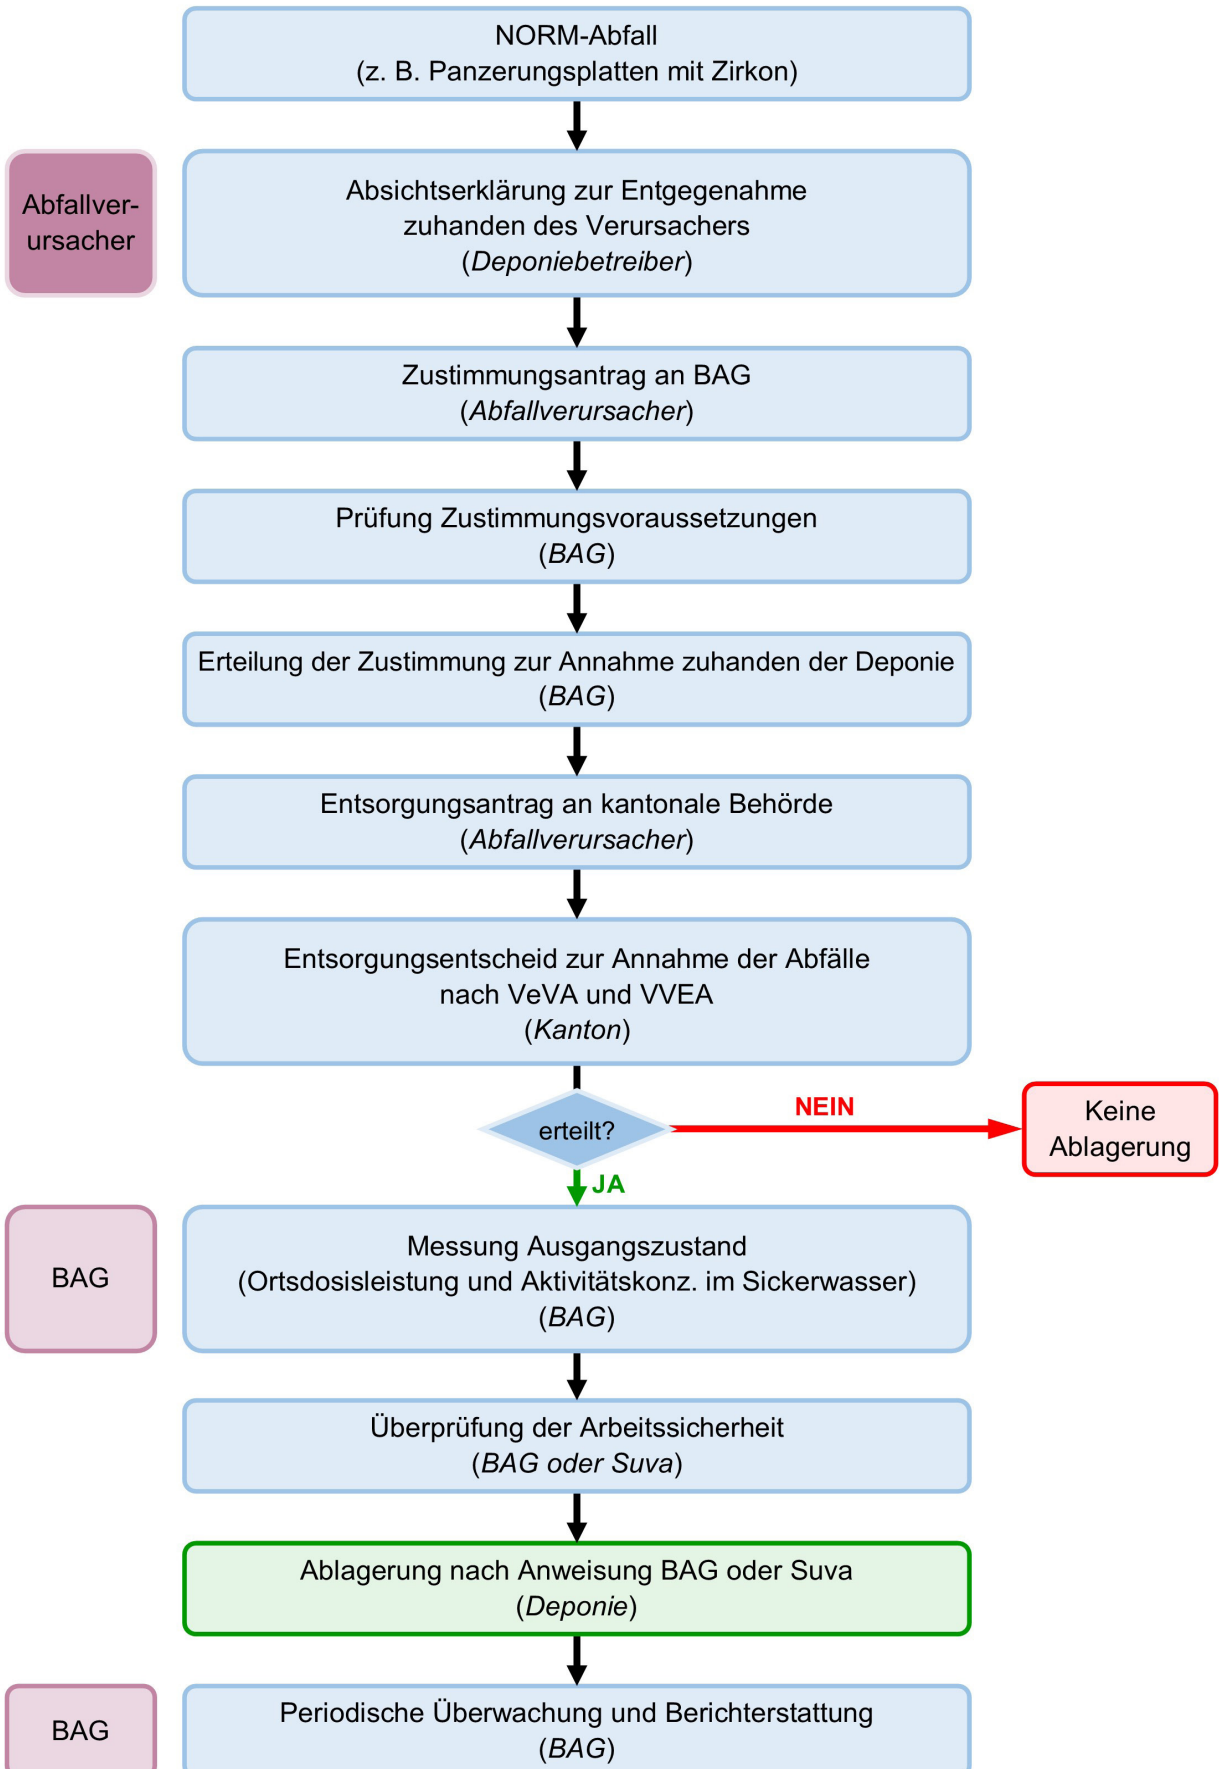 NORM-Abfall
(z. B. Panzerungsplatten mit Zirkon)
Abfallver-
ursacher
Absichtserklärung zur Entgegenahme
zuhanden des Verursachers
(Deponiebetreiber)
Zustimmungsantrag an BAG
(Abfallverursacher)
Prüfung Zustimmungsvoraussetzungen
(BAG)
Erteilung der Zustimmung zur Annahme zuhanden der Deponie
(BAG)
Entsorgungsantrag an kantonale Behörde
(Abfallverursacher)
Entsorgungsentscheid zur Annahme der Abfälle
nach VeVA und VVEA
(Kanton)
erteilt?
NEIN
Keine
Ablagerung
JA
BAG
Messung Ausgangszustand
(Ortsdosisleistung und Aktivitätskonz. im Sickerwasser)
(BAG)
Überprüfung der Arbeitssicherheit
(BAG oder Suva)
Ablagerung nach Anweisung BAG oder Suva
(Deponie)
BAG
Periodische Überwachung und Berichterstattung
(BAG)